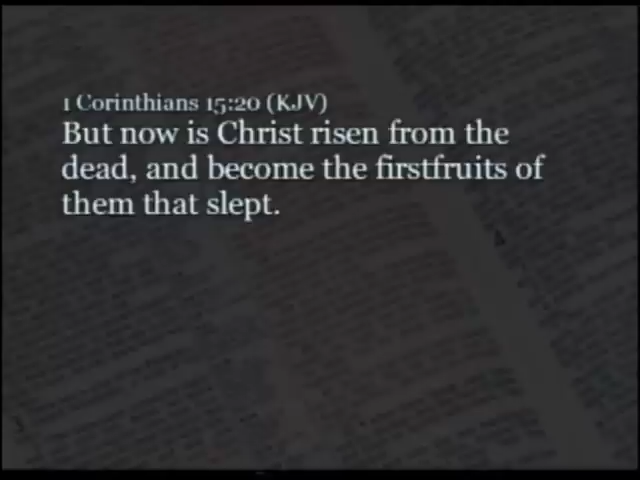 1 Corinthians 15:20 (KJV)
But now is Christ risen from the
dead, and become the firstfruits of
them that slept.